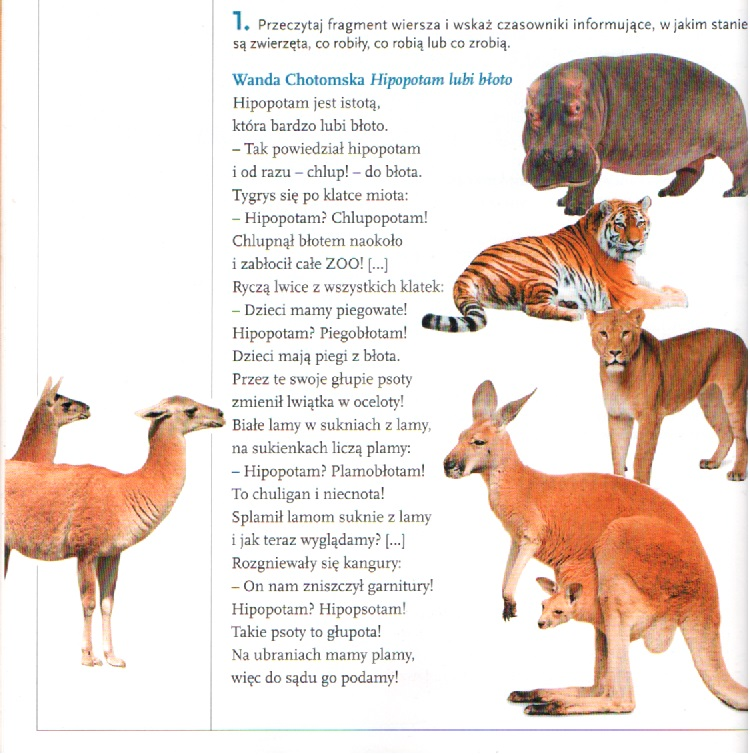 1. Przeczytaj fragment wiersza i wskaż czasowniki informujące, w jakim stanie
są zwierzęta, co robiły, co robią lub co zrobią.
Wanda Chotomska Hipopotam lubi błoto
Hipopotam jest istotą,
która bardzo lubi błoto.
– Tak powiedział hipopotam
i od razu – chlup! – do błota.
Tygrys się po klatce miota:
– Hipopotam? Chlupopotam!
Chlupnął błotem naokoło
i zabłocił całe ZOO! [...]
Ryczą lwice z wszystkich klatek:
– Dzieci mamy piegowate!
Hipopotam? Piegobłotam!
Dzieci mają piegi z błota.
Przez te swoje głupie psoty
zmienił lwiątka w oceloty!
Białe lamy w sukniach z lamy,
na sukienkach liczą plamy:
– Hipopotam? Plamobłotam!
To chuligan i niecnota!
Splamił lamom suknie z lamy
i jak teraz wyglądamy? [...]
Rozgniewały się kangury:
– On nam zniszczył garnitury!
Hipopotam? Hipopsotam!
Takie psoty to głupota!
Na ubraniach mamy plamy,
więc do sądu go podamy!